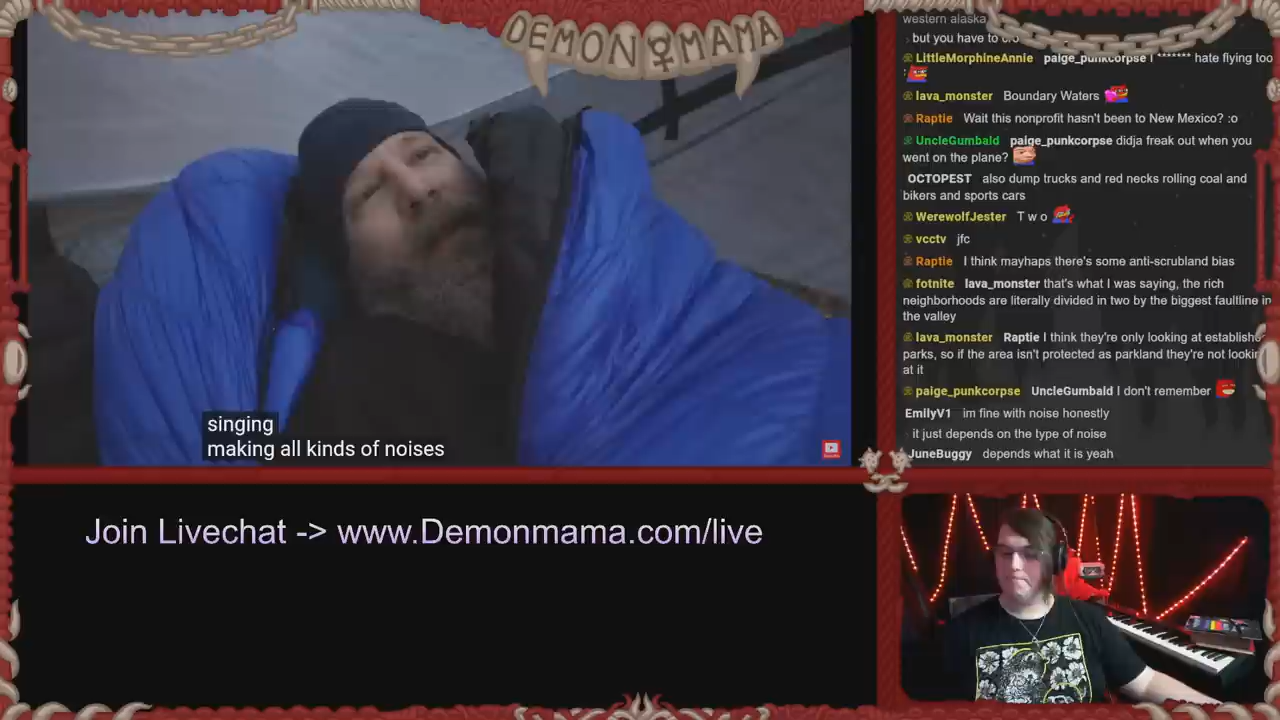 DEMON MAMA
western alaska
but you have to
LittleMorphineAnnie paige_punkcorpse I ******* hate flying too
lava_monster Boundary Waters
Raptie Wait this nonprofit hasn't been to New Mexico? :o
UncleGumbald paige_punkcorpse didja freak out when you
went on the plane?
OCTOPEST also dump trucks and red necks rolling coal and
bikers and sports cars
WerewolfJester T w o
vcctv jfc
Raptie I think mayhaps there's some anti-scrubland bias
fotnite lava_monster that's what I was saying, the rich
neighborhoods are literally divided in two by the biggest faultline in
the valley
lava_monster Raptie I think they're only looking at
parks, so if the area isn't protected as parkland they're not
at it
paige_punkcorpse UncleGumbald I don't remember
EmilyV1 im fine with noise honestly
it just depends on the type of noise
JuneBuggy depends what it is yeah
singing
making all kinds of noises
Join Livechat -> www.Demonmama.com/live